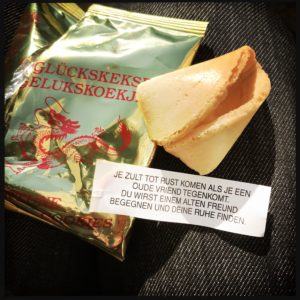 GLÜCKSKEKSE
GELUKSKOEKJE
JE ZULT TOT RUST KOMEN ALS JE EEN
OUDE VRIEND TEGENKOMT.
DU WIRST EINEM ALTEN FREUND
BEGEGNEN UND DEINE RUHE FINDEN.